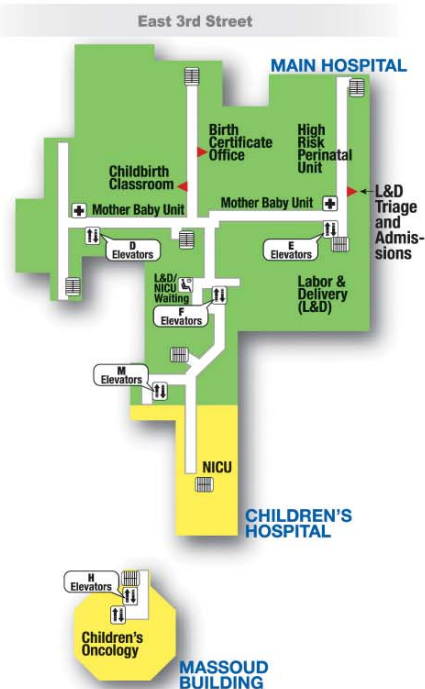 East 3rd Street
MAIN HOSPITAL
Birth
Certificate
Office
High
Risk
Perinatal
Unit
Childbirth
Classroom
L&D
Triage
and
Admis-
sions
Mother Baby Unit
Mother Baby Unit
D
Elevators
E
Elevators
L&D/
NICU
Waiting
F
Elevators
Labor &
Delivery
(L&D)
M
Elevators
NICU
CHILDREN'S
HOSPITAL
H
Elevators
Children's
Oncology
MASSOUD
BUILDING